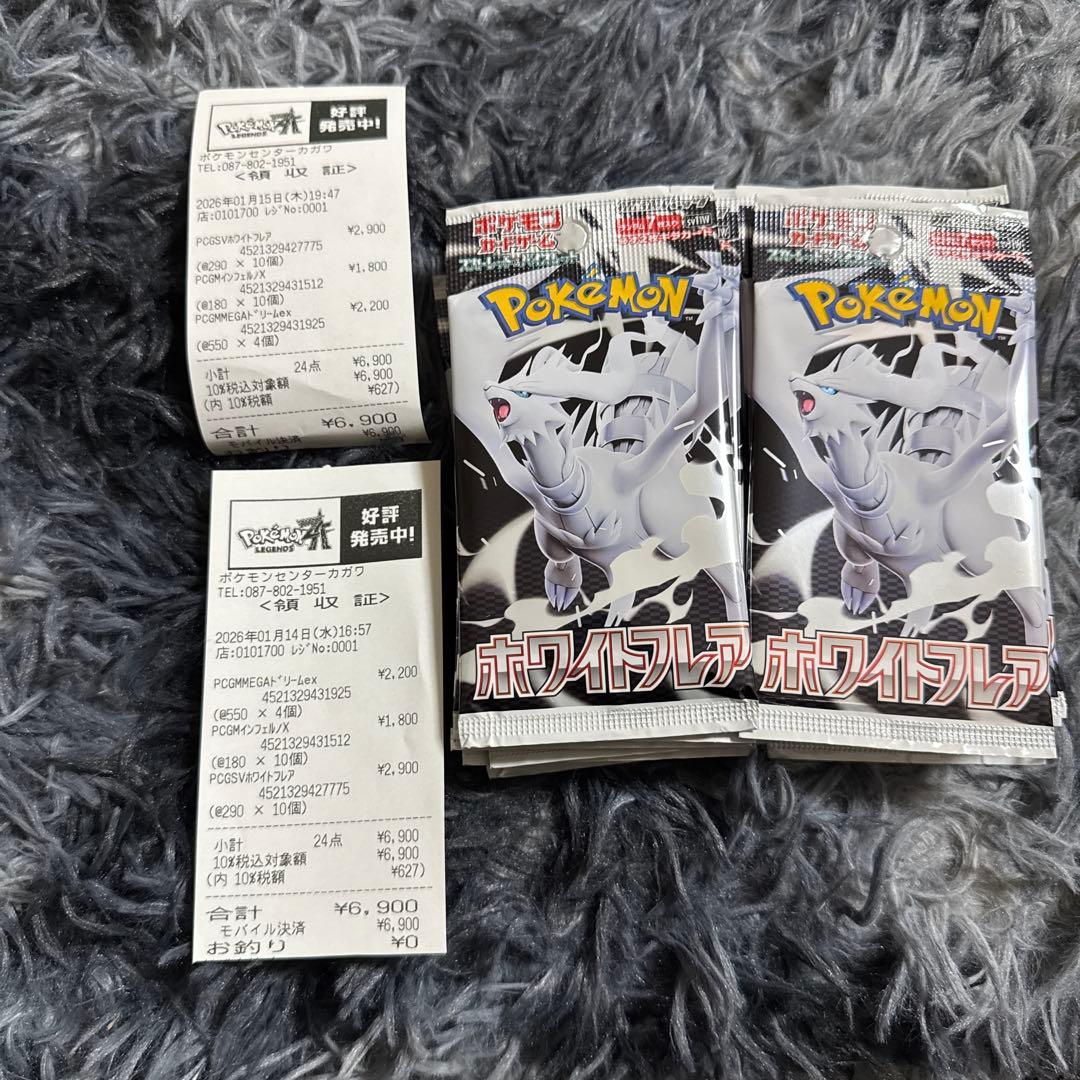 POKÉMON
LEGENDS
好評
発売中!
ポケモンセンターカガワ
TEL:087-802-1951
<領 収 証>
2026年01月15日(木)19:47
店:0101700 レジNo:0001
PCGSVホワイトフレア ¥2,900
4521329427775
(@290 × 10個)
PCGMインフェルノX ¥1,800
4521329431512
(@180 × 10個)
PCGMMEGAドリームex ¥2,200
4521329431925
(@550 × 4個)
小計 24点 ¥6,900
10%税込対象額 ¥6,900
(内 10%税額 ¥627)
合計 ¥6,900
モバイル決済 ¥6,900
お釣り
POKÉMON
LEGENDS
好評
発売中!
ポケモンセンターカガワ
TEL:087-802-1951
<領 収 証>
2026年01月14日(水)16:57
店:0101700 レジNo:0001
PCGMMEGAドリームex ¥2,200
4521329431925
(@550 × 4個)
PCGMインフェルノX ¥1,800
4521329431512
(@180 × 10個)
PCGSVホワイトフレア ¥2,900
4521329427775
(@290 × 10個)
小計 24点 ¥6,900
10%税込対象額 ¥6,900
(内 10%税額 ¥627)
合計 ¥6,900
モバイル決済 ¥6,900
お釣り ¥0
ポケモン
カードゲーム
POKÉMON
ホワイトフレア
ポケモン
カードゲーム
POKÉMON
ホワイトフレア